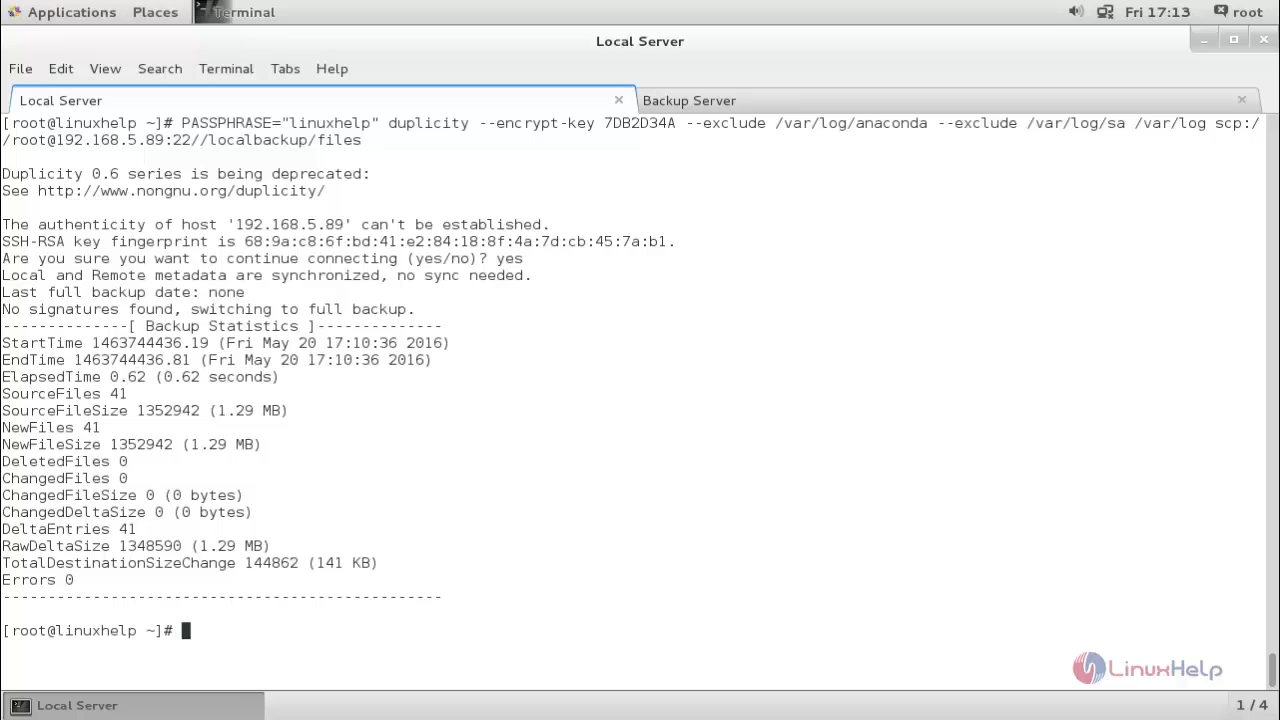 Applications Places Terminal Fri 17:13 root
Local Server
File Edit View Search Terminal Tabs Help
Local Server Backup Server
[root@linuxhelp ~]# PASSPHRASE="linuxhelp" duplicity --encrypt-key 7DB2D34A --exclude /var/log/anaconda --exclude /var/log/sa /var/log scp:/
/root@192.168.5.89:22//localbackup/files
Duplicity 0.6 series is being deprecated:
See http://www.nongnu.org/duplicity/
The authenticity of host '192.168.5.89' can't be established.
SSH-RSA key fingerprint is 68:9a:c8:6f:bd:41:e2:84:18:8f:4a:7d:cb:45:7a:b1.
Are you sure you want to continue connecting (yes/no)? yes
Local and Remote metadata are synchronized, no sync needed.
Last full backup date: none
No signatures found, switching to full backup.
--------------[ Backup Statistics ]--------------
StartTime 1463744436.19 (Fri May 20 17:10:36 2016)
EndTime 1463744436.81 (Fri May 20 17:10:36 2016)
ElapsedTime 0.62 (0.62 seconds)
SourceFiles 41
SourceFileSize 1352942 (1.29 MB)
NewFiles 41
NewFileSize 1352942 (1.29 MB)
DeletedFiles 0
ChangedFiles 0
ChangedFileSize 0 (0 bytes)
ChangedDeltaSize 0 (0 bytes)
DeltaEntries 41
RawDeltaSize 1348590 (1.29 MB)
TotalDestinationSizeChange 144862 (141 KB)
Errors 0
-------------------------------------------------
[root@linuxhelp ~]#
LinuxHelp
Local Server 1 / 4